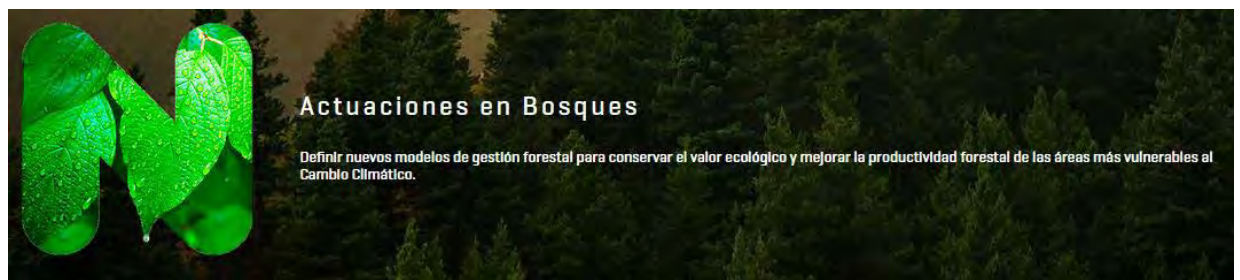 Actuaciones en Bosques
Definir nuevos modelos de gestión forestal para conservar el valor ecológico y mejorar la productividad forestal de las áreas más vulnerables al
Cambio Climático.